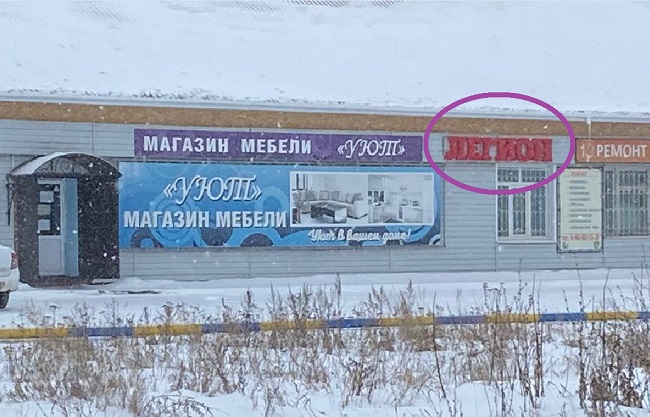 МАГАЗИН МЕБЕЛИ «УЮТ»
ЛЕГИОН
РЕМОНТ
«УЮТ»
МАГАЗИН МЕБЕЛИ
Уют в вашем доме!